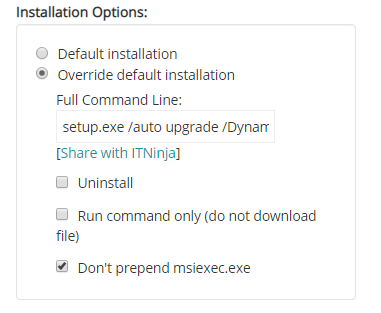 Installation Options:
Default installation
Override default installation
Full Command Line:
setup.exe /auto upgrade /Dynam
[Share with ITNinja]
Uninstall
Run command only (do not download
file)
Don't prepend msiexec.exe